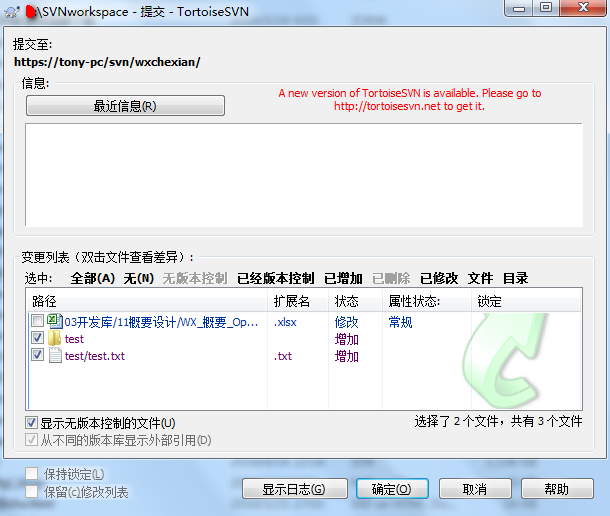 :\SVNworkspace - 提交 - TortoiseSVN
提交至:
https://tony-pc/svn/wxchexian/
信息:
最近信息(R)
A new version of TortoiseSVN is available. Please go to
http://tortoisesvn.net to get it.
变更列表（双击文件查看差异）:
选中: 全部(A) 无(N) 无版本控制 已经版本控制 已增加 已删除 已修改 文件 目录
路径 扩展名 状态 属性状态: 锁定
03开发库/11概要设计/WX_概要_Op... .xlsx 修改 常规
test 增加
test/test.txt .txt 增加
显示无版本控制的文件(U)
选择了 2 个文件，共有 3 个文件
从不同的版本库显示外部引用(D)
保持锁定(L)
保留(c)修改列表
显示日志(G) 确定(O) 取消 帮助